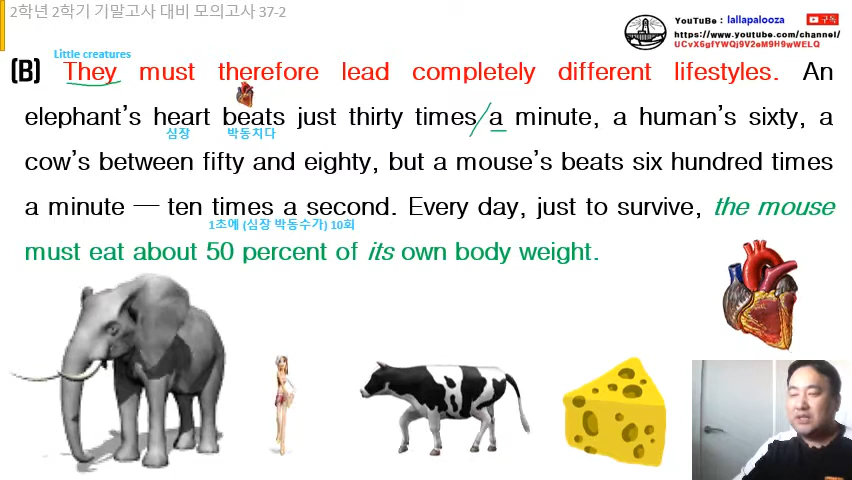 2학년 2학기 기말고사 대비 모의고사 37-2
YouTuBe : lallapalooza 구독
https://www.youtube.com/channel/
UCvX6gfYWQj9V2eM9H9wWELQ
Little creatures
(B) They must therefore lead completely different lifestyles. An
elephant's heart beats just thirty times/a minute, a human's sixty, a
심장 박동치다
cow's between fifty and eighty, but a mouse's beats six hundred times
a minute — ten times a second. Every day, just to survive, the mouse
1초에 (심장 박동수가) 10회
must eat about 50 percent of its own body weight.